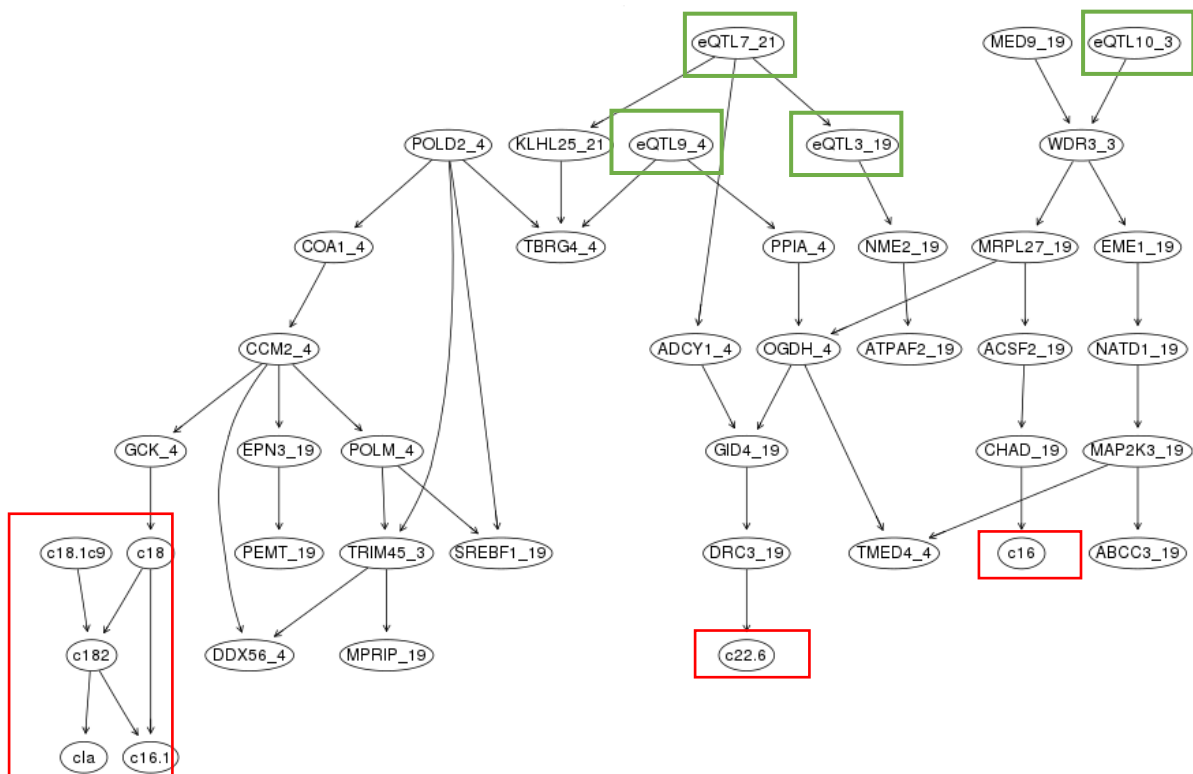 eQTL7_21 MED9_19 eQTL10_3
POLD2_4 KLHL25_21 eQTL9_4 eQTL3_19 WDR3_3
COA1_4 TBRG4_4 PPIA_4 NME2_19 MRPL27_19 EME1_19
CCM2_4 ADCY1_4 OGDH_4 ATPAF2_19 ACSF2_19 NATD1_19
GCK_4 EPN3_19 POLM_4 GID4_19 CHAD_19 MAP2K3_19
c18.1c9 c18 PEMT_19 TRIM45_3 SREBF1_19 DRC3_19 TMED4_4 c16 ABCC3_19
c182 DDX56_4 MPRIP_19 c22.6
cla c16.1